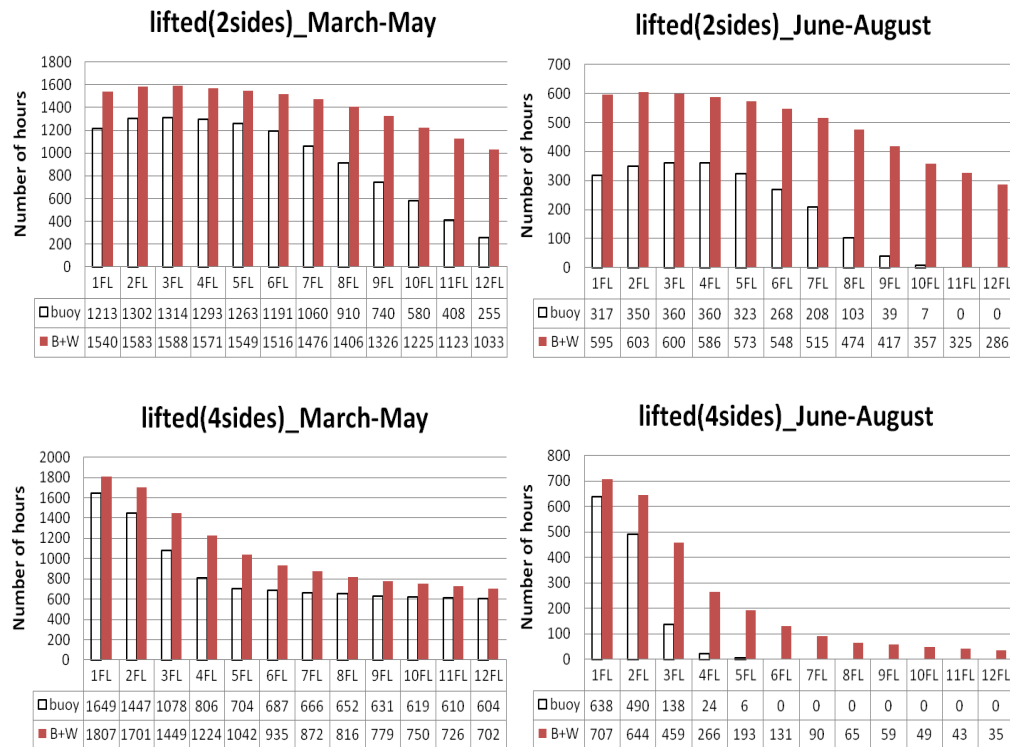 lifted(2sides)_March-May
Number of hours
1800
1600
1400
1200
1000
800
600
400
200
0
1FL 2FL 3FL 4FL 5FL 6FL 7FL 8FL 9FL 10FL 11FL 12FL
buoy 1213 1302 1314 1293 1263 1191 1060 910 740 580 408 255
B+W 1540 1583 1588 1571 1549 1516 1476 1406 1326 1225 1123 1033
lifted(2sides)_June-August
Number of hours
700
600
500
400
300
200
100
0
1FL 2FL 3FL 4FL 5FL 6FL 7FL 8FL 9FL 10FL 11FL 12FL
buoy 317 350 360 360 323 268 208 103 39 7 0 0
B+W 595 603 600 586 573 548 515 474 417 357 325 286
lifted(4sides)_March-May
Number of hours
2000
1800
1600
1400
1200
1000
800
600
400
200
0
1FL 2FL 3FL 4FL 5FL 6FL 7FL 8FL 9FL 10FL 11FL 12FL
buoy 1649 1447 1078 806 704 687 666 652 631 619 610 604
B+W 1807 1701 1449 1224 1042 935 872 816 779 750 726 702
lifted(4sides)_June-August
Number of hours
800
700
600
500
400
300
200
100
0
1FL 2FL 3FL 4FL 5FL 6FL 7FL 8FL 9FL 10FL 11FL 12FL
buoy 638 490 138 24 6 0 0 0 0 0 0 0
B+W 707 644 459 266 193 131 90 65 59 49 43 35